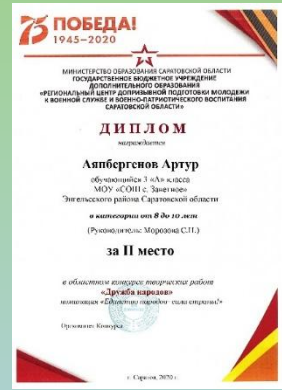 75 ПОБЕДА!
1945–2020
МИНИСТЕРСТВО ОБРАЗОВАНИЯ САРАТОВСКОЙ ОБЛАСТИ
ГОСУДАРСТВЕННОЕ БЮДЖЕТНОЕ УЧРЕЖДЕНИЕ
ДОПОЛНИТЕЛЬНОГО ОБРАЗОВАНИЯ
«РЕГИОНАЛЬНЫЙ ЦЕНТР ДОПРИЗЫВНОЙ ПОДГОТОВКИ МОЛОДЕЖИ
К ВОЕННОЙ СЛУЖБЕ И ВОЕННО-ПАТРИОТИЧЕСКОГО ВОСПИТАНИЯ
САРАТОВСКОЙ ОБЛАСТИ»
ДИПЛОМ
награждается
Аяпбергенов Артур
обучающийся 3 «А» класса
МОУ «СОШ с. Заветное»
Энгельсского района Саратовской области
в категории от 8 до 10 лет
(Руководитель: Морозова С.П.)
за II место
в областном конкурсе творческих работ
«Дружба народов»
номинация «Единство народов- сила страны!»
Оргкомитет Конкурса
г. Саратов, 2020 г.